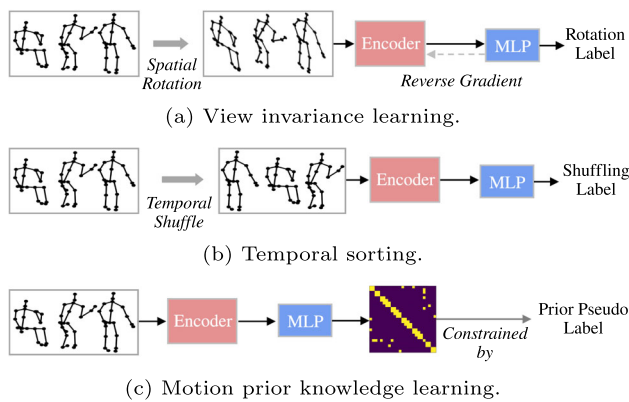 Spatial
Rotation
Encoder
MLP
Reverse Gradient
Rotation
Label
(a) View invariance learning.
Temporal
Shuffle
Encoder
MLP
Shuffling
Label
(b) Temporal sorting.
Encoder
MLP
Constrained
by
Prior Pseudo
Label
(c) Motion prior knowledge learning.